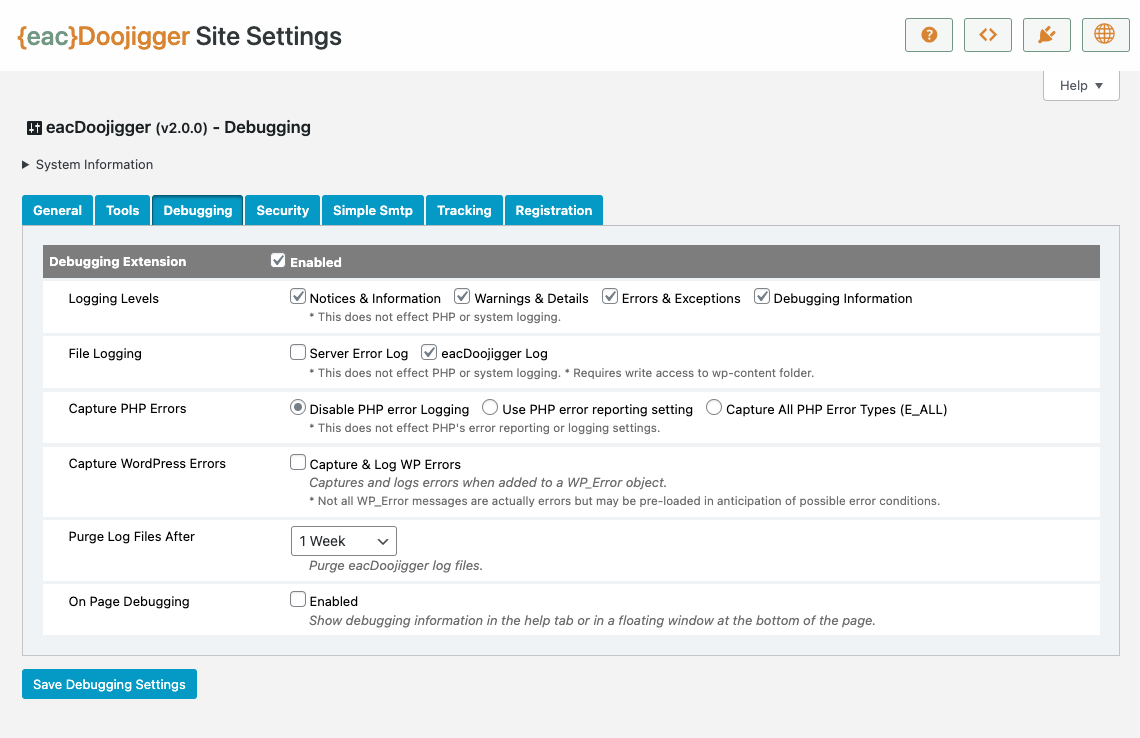 {eac}Doojigger Site Settings
Help
eacDoojigger (v2.0.0) - Debugging
System Information
General Tools Debugging Security Simple Smtp Tracking Registration
Debugging Extension Enabled
Logging Levels Notices & Information Warnings & Details Errors & Exceptions Debugging Information
* This does not effect PHP or system logging.
File Logging Server Error Log eacDoojigger Log
* This does not effect PHP or system logging. * Requires write access to wp-content folder.
Capture PHP Errors Disable PHP error Logging Use PHP error reporting setting Capture All PHP Error Types (E_ALL)
* This does not effect PHP's error reporting or logging settings.
Capture WordPress Errors Capture & Log WP Errors
Captures and logs errors when added to a WP_Error object.
* Not all WP_Error messages are actually errors but may be pre-loaded in anticipation of possible error conditions.
Purge Log Files After 1 Week
Purge eacDoojigger log files.
On Page Debugging Enabled
Show debugging information in the help tab or in a floating window at the bottom of the page.
Save Debugging Settings